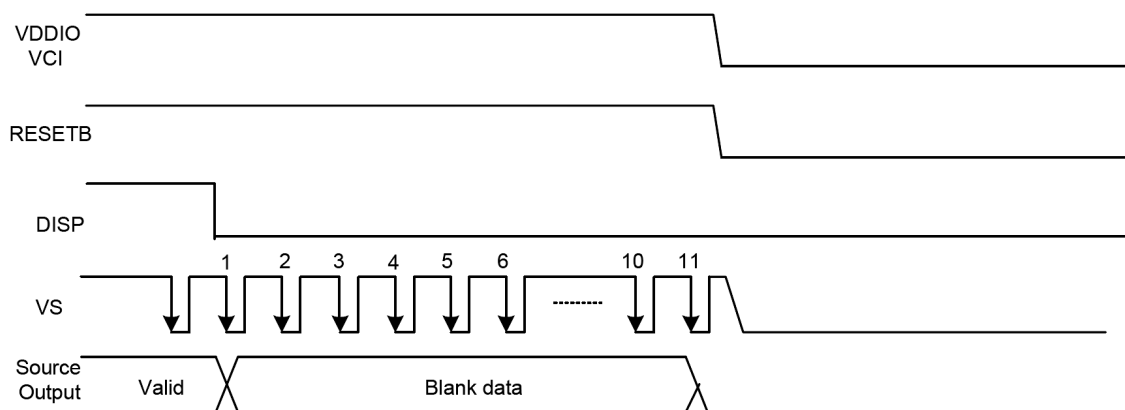 VDDIO
VCI
RESETB
DISP
1 2 3 4 5 6 10 11
VS
Source
Output
Valid
Blank data